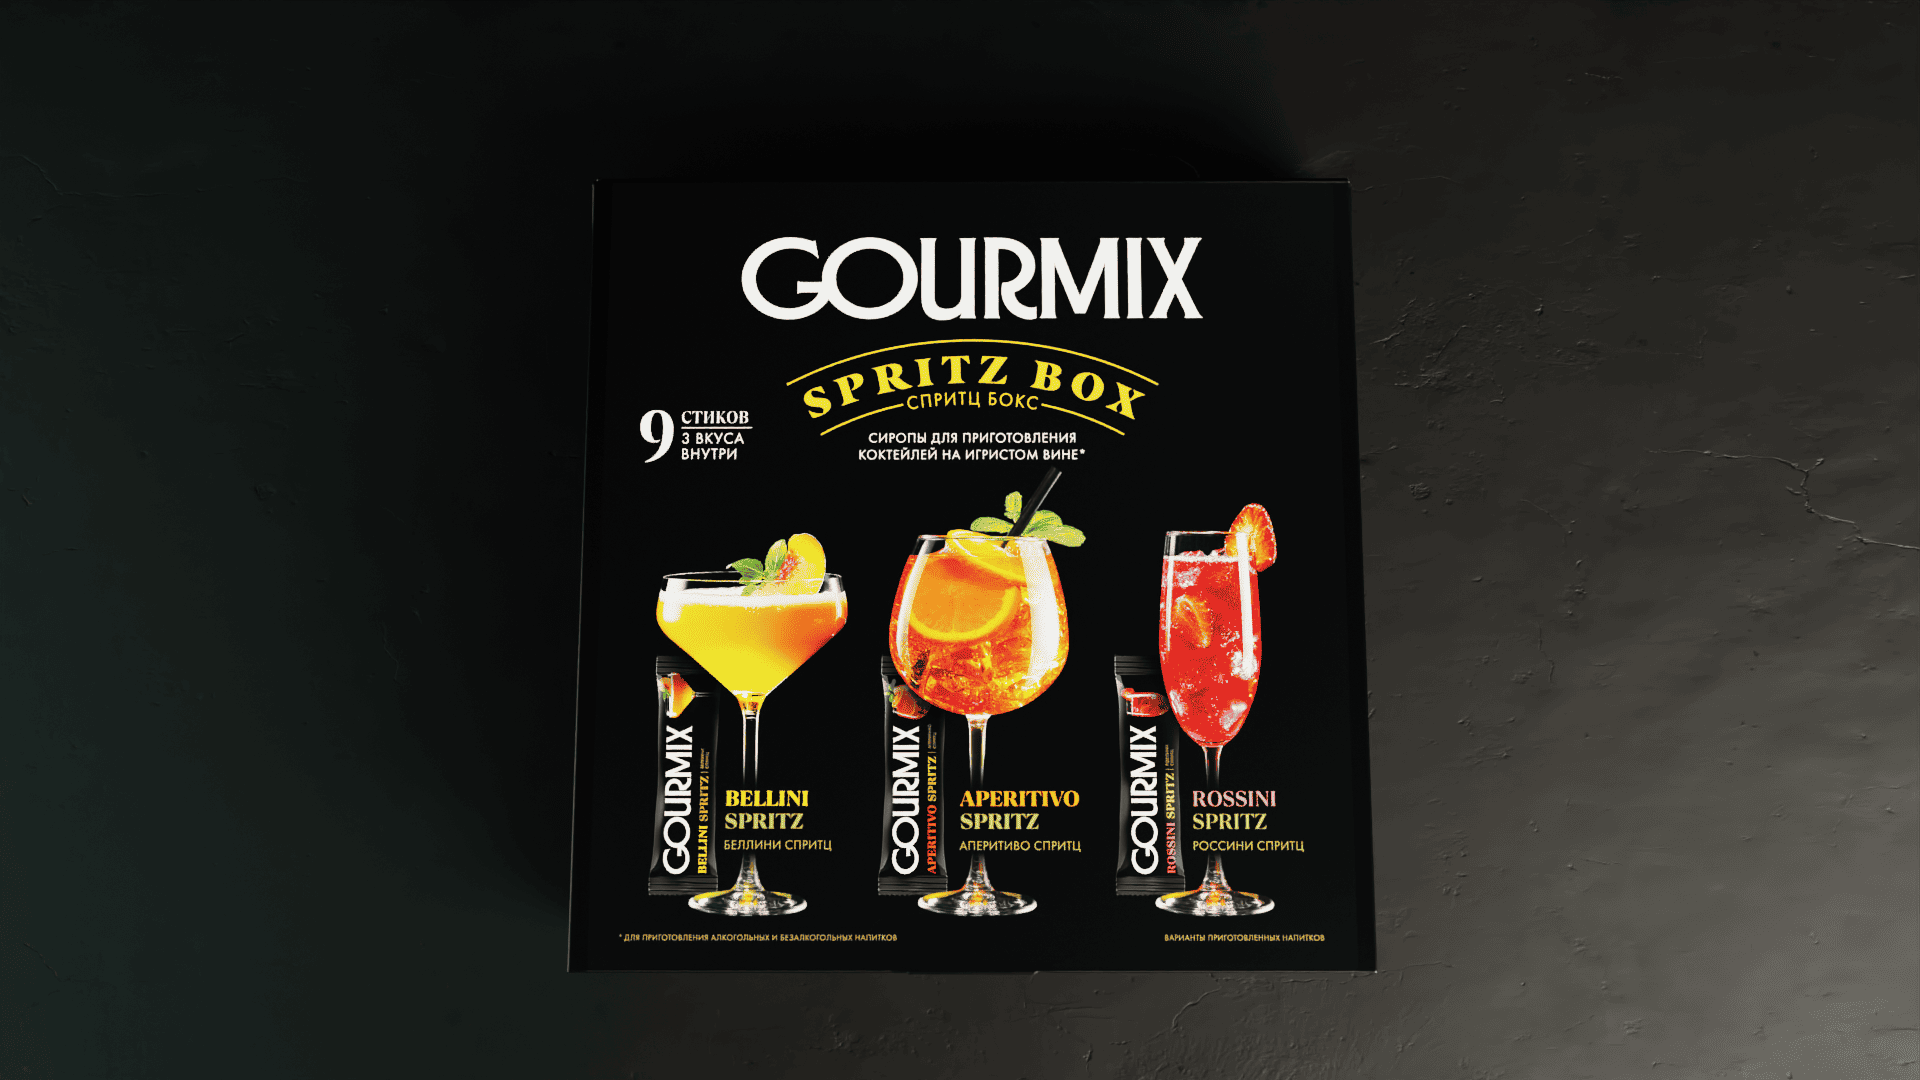 GOURMIX
SPRITZ BOX
СПРИТЦ БОКС
9 СТИКОВ
3 ВКУСА
ВНУТРИ
СИРОПЫ ДЛЯ ПРИГОТОВЛЕНИЯ
КОКТЕЙЛЕЙ НА ИГРИСТОМ ВИНЕ*
GOURMIX
BELLINI SPRITZ
BELLINI
SPRITZ
БЕЛЛИНИ СПРИТЦ
GOURMIX
APERITIVO SPRITZ
APERITIVO
SPRITZ
АПЕРИТИВО СПРИТЦ
GOURMIX
ROSSINI SPRITZ
ROSSINI
SPRITZ
РОССИНИ СПРИТЦ
* ДЛЯ ПРИГОТОВЛЕНИЯ АЛКОГОЛЬНЫХ И БЕЗАЛКОГОЛЬНЫХ НАПИТКОВ
ВАРИАНТЫ ПРИГОТОВЛЕННЫХ НАПИТКОВ